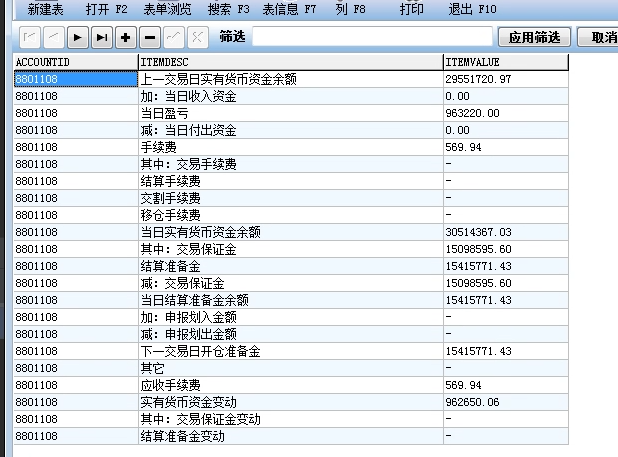 新建表 打开 F2 表单浏览 搜索 F3 表信息 F7 列 F8 打印 退出 F10
筛选 应用筛选 取消
ACCOUNTID ITEMDESC ITEMVALUE
8801108 上一交易日实有货币资金余额 29551720.97
8801108 加: 当日收入资金 0.00
8801108 当日盈亏 963220.00
8801108 减: 当日付出资金 0.00
8801108 手续费 569.94
8801108 其中: 交易手续费 -
8801108 结算手续费 -
8801108 交割手续费 -
8801108 移仓手续费 -
8801108 当日实有货币资金余额 30514367.03
8801108 其中: 交易保证金 15098595.60
8801108 结算准备金 15415771.43
8801108 减: 交易保证金 15098595.60
8801108 当日结算准备金余额 15415771.43
8801108 加: 申报划入金额 -
8801108 减: 申报划出金额 -
8801108 下一交易日开仓准备金 15415771.43
8801108 其它 -
8801108 应收手续费 569.94
8801108 实有货币资金变动 962650.06
8801108 其中: 交易保证金变动 -
8801108 结算准备金变动 -